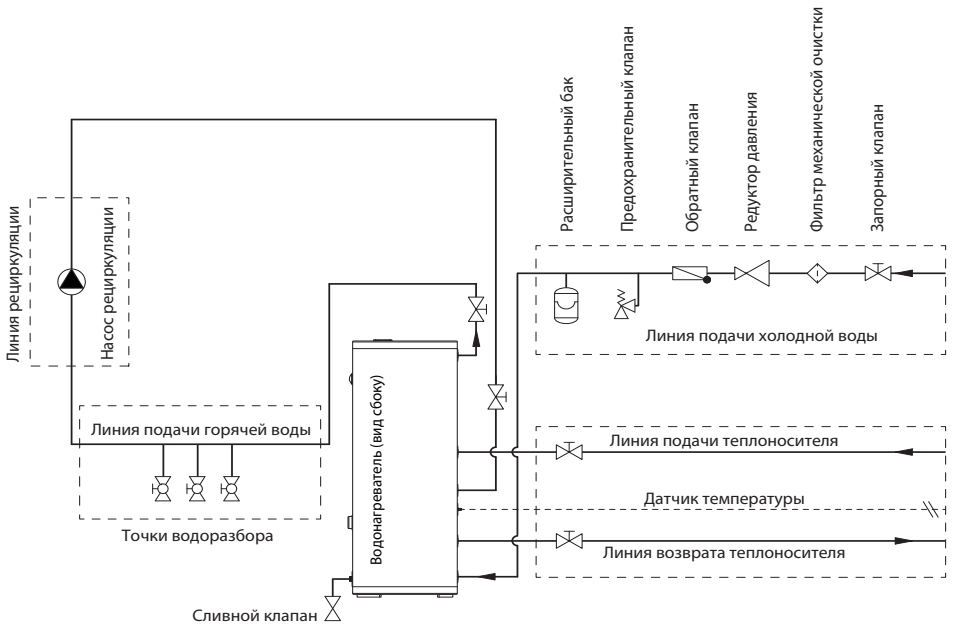 Расширительный бак
Предохранительный клапан
Обратный клапан
Редуктор давления
Фильтр механической очистки
Запорный клапан
Линия подачи холодной воды
Линия рециркуляции
Насос рециркуляции
Линия подачи горячей воды
Точки водоразбора
Водонагреватель (вид сбоку)
Линия подачи теплоносителя
Датчик температуры
Линия возврата теплоносителя
Сливной клапан